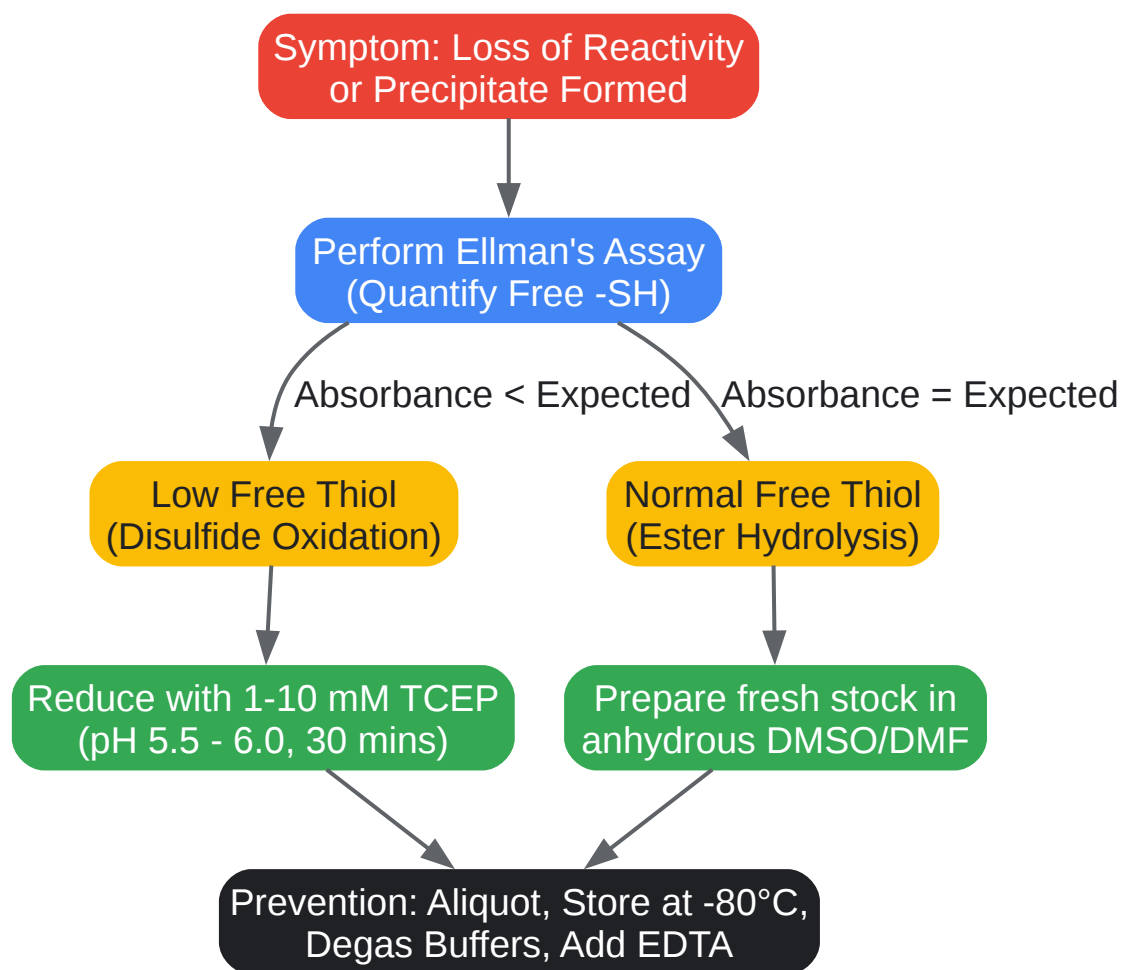 Symptom: Loss of Reactivity
or Precipitate Formed
Perform Ellman's Assay
(Quantify Free -SH)
Absorbance < Expected
Absorbance = Expected
Low Free Thiol
(Disulfide Oxidation)
Normal Free Thiol
(Ester Hydrolysis)
Reduce with 1-10 mM TCEP
(pH 5.5 - 6.0, 30 mins)
Prepare fresh stock in
anhydrous DMSO/DMF
Prevention: Aliquot, Store at -80°C,
Degas Buffers, Add EDTA